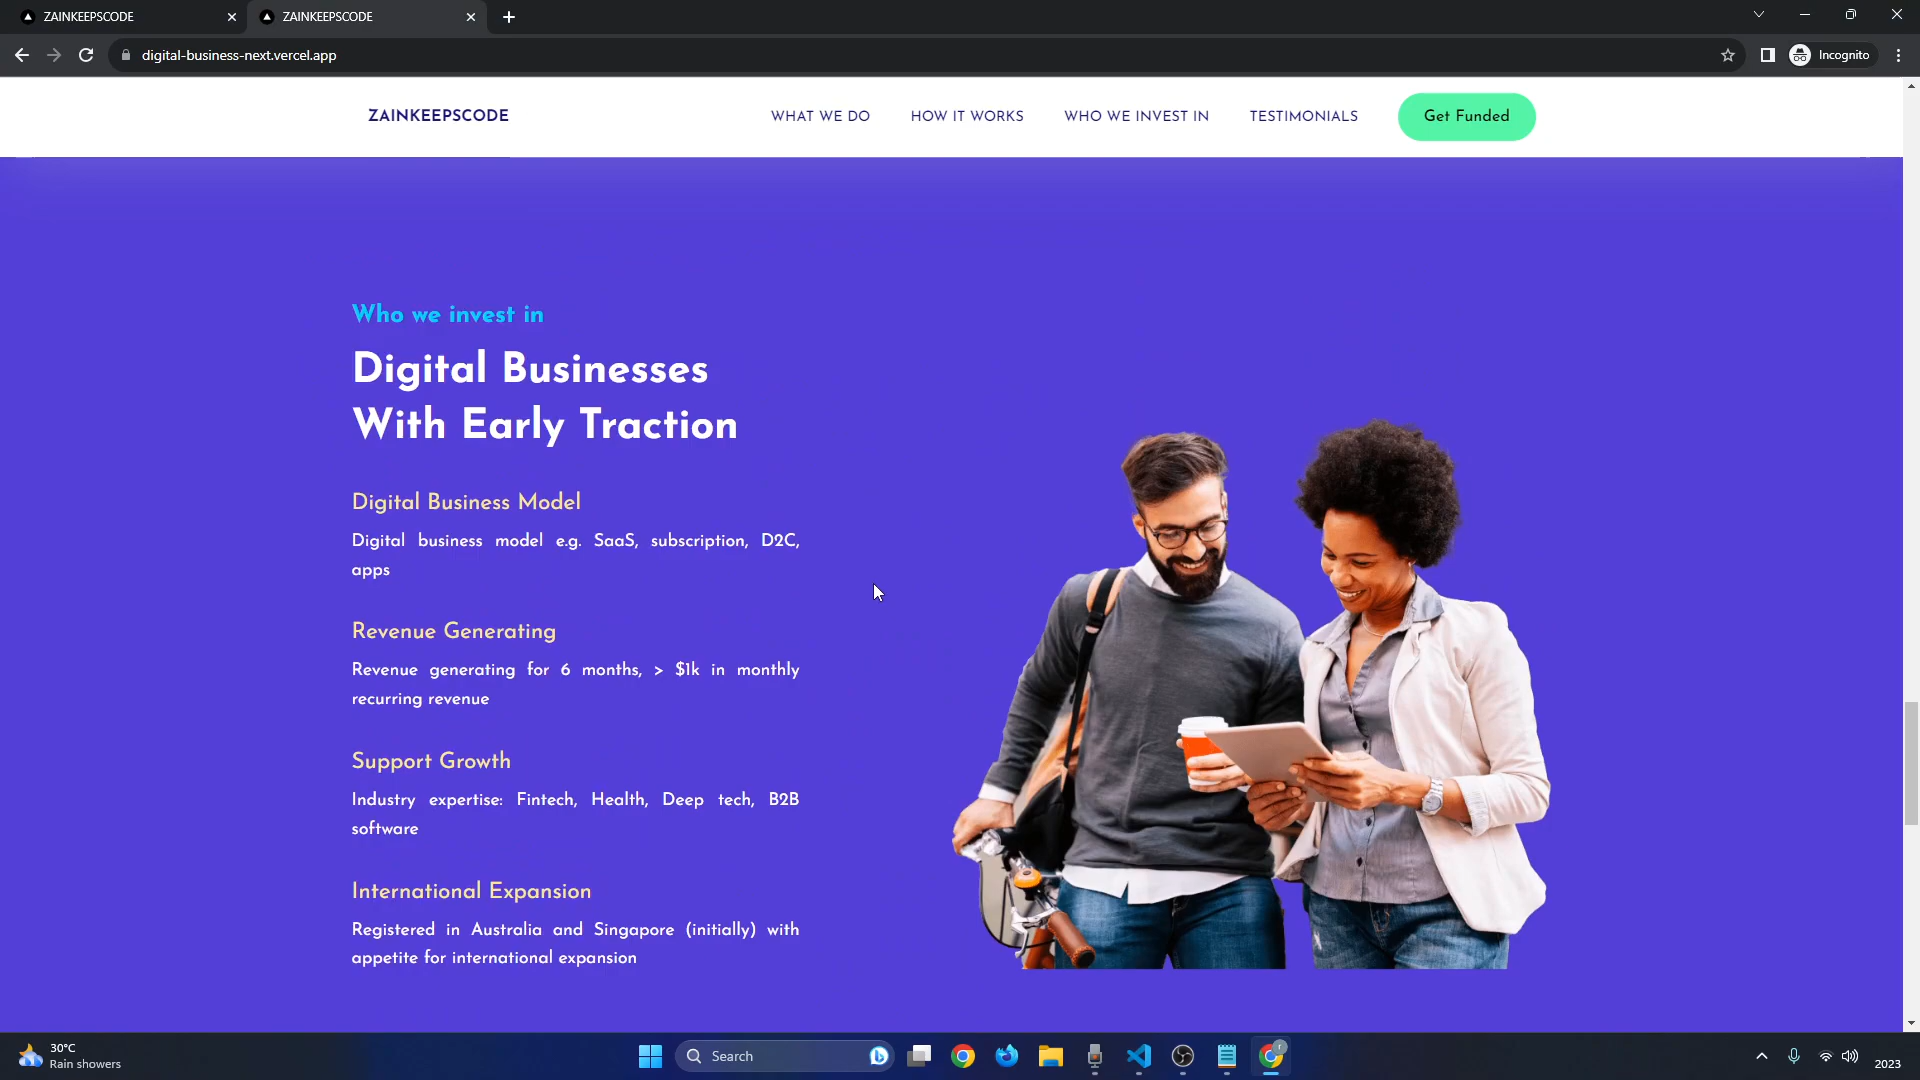 ZAINKEEPSCODE
ZAINKEEPSCODE
digital-business-next.vercel.app
Incognito
ZAINKEEPSCODE
WHAT WE DO
HOW IT WORKS
WHO WE INVEST IN
TESTIMONIALS
Get Funded
Who we invest in
Digital Businesses
With Early Traction
Digital Business Model
Digital business model e.g. SaaS, subscription, D2C,
apps
Revenue Generating
Revenue generating for 6 months, > $1k in monthly
recurring revenue
Support Growth
Industry expertise: Fintech, Health, Deep tech, B2B
software
International Expansion
Registered in Australia and Singapore (initially) with
appetite for international expansion
30°C
Rain showers
Search
2023